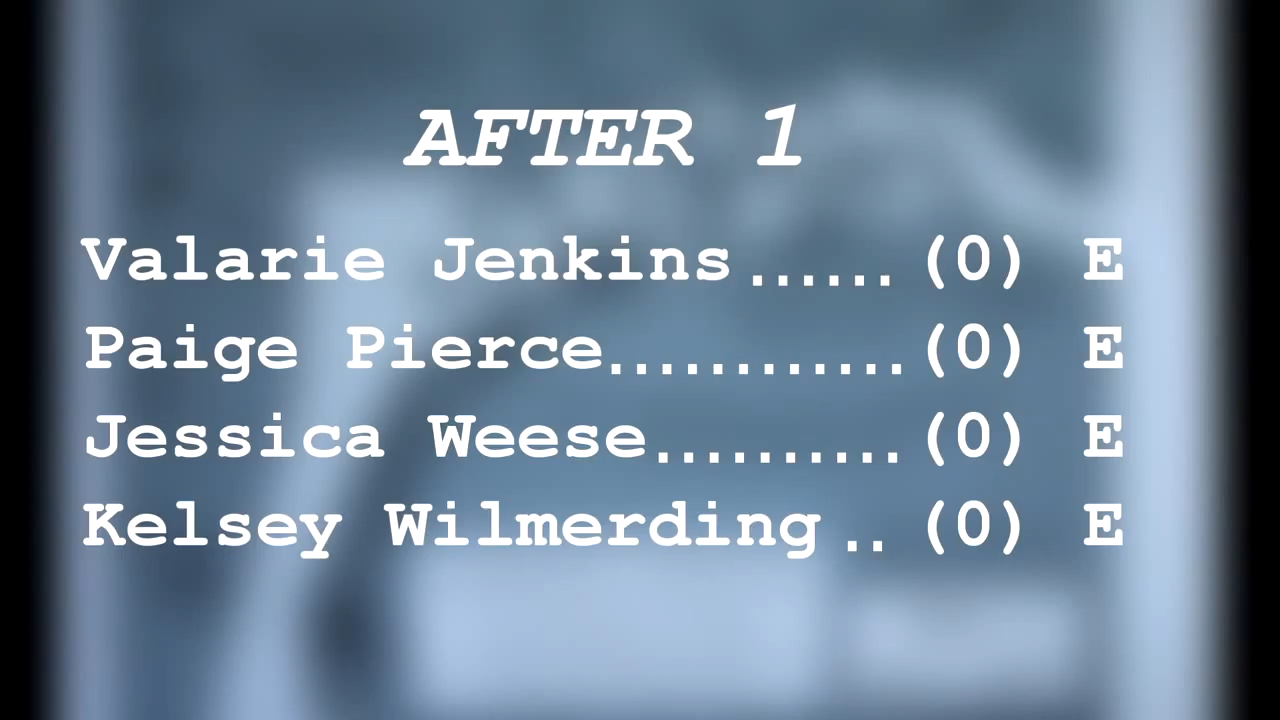 AFTER 1
Valarie Jenkins......(0) E
Paige Pierce............(0) E
Jessica Weese..........(0) E
Kelsey Wilmerding..(0) E